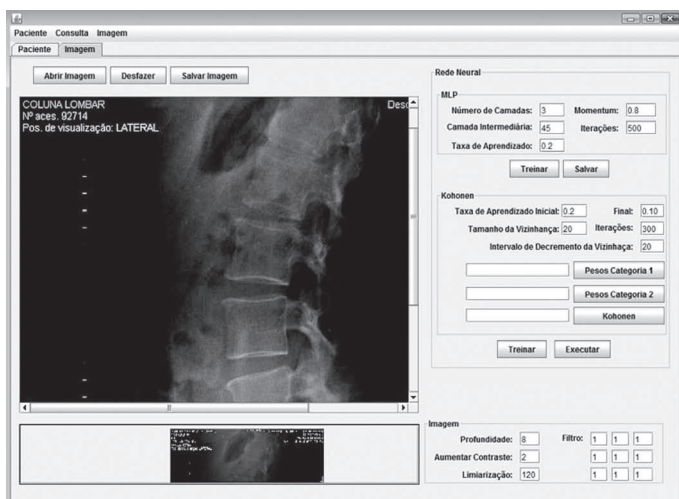 Paciente Consulta Imagem
Paciente Imagem
Abrir Imagem Desfazer Salvar Imagem
COLUNA LOMBAR
Nº aces. 92714
Pos. de visualização: LATERAL
Desc
Rede Neural
MLP
Número de Camadas: 3 Momentum: 0.8
Camada Intermediária: 45 Iterações: 500
Taxa de Aprendizado: 0.2
Treinar Salvar
Kohonen
Taxa de Aprendizado Inicial: 0.2 Final: 0.10
Tamanho da Vizinhança: 20 Iterações: 300
Intervalo de Decremento da Vizinhaça: 20
Pesos Categoria 1
Pesos Categoria 2
Kohonen
Treinar Executar
Imagem
Profundidade: 8 Filtro: 1 1 1
Aumentar Contraste: 2 1 1 1
Limiarização: 120 1 1 1